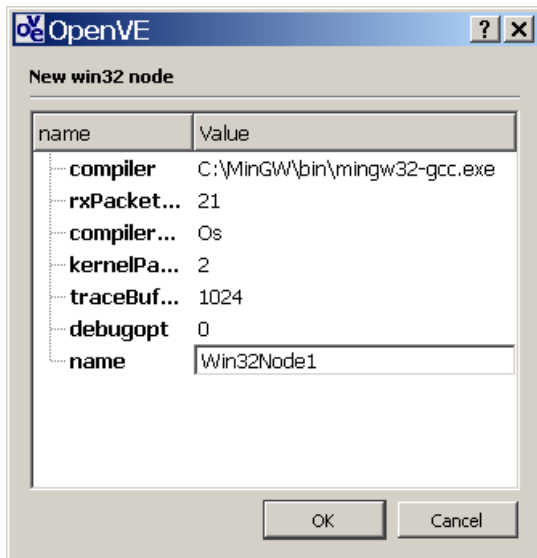 OpenVE
New win32 node
name Value
compiler C:\MinGW\bin\mingw32-gcc.exe
rxPacket... 21
compiler... Os
kernelPa... 2
traceBuf... 1024
debugopt 0
name Win32Node1
OK Cancel